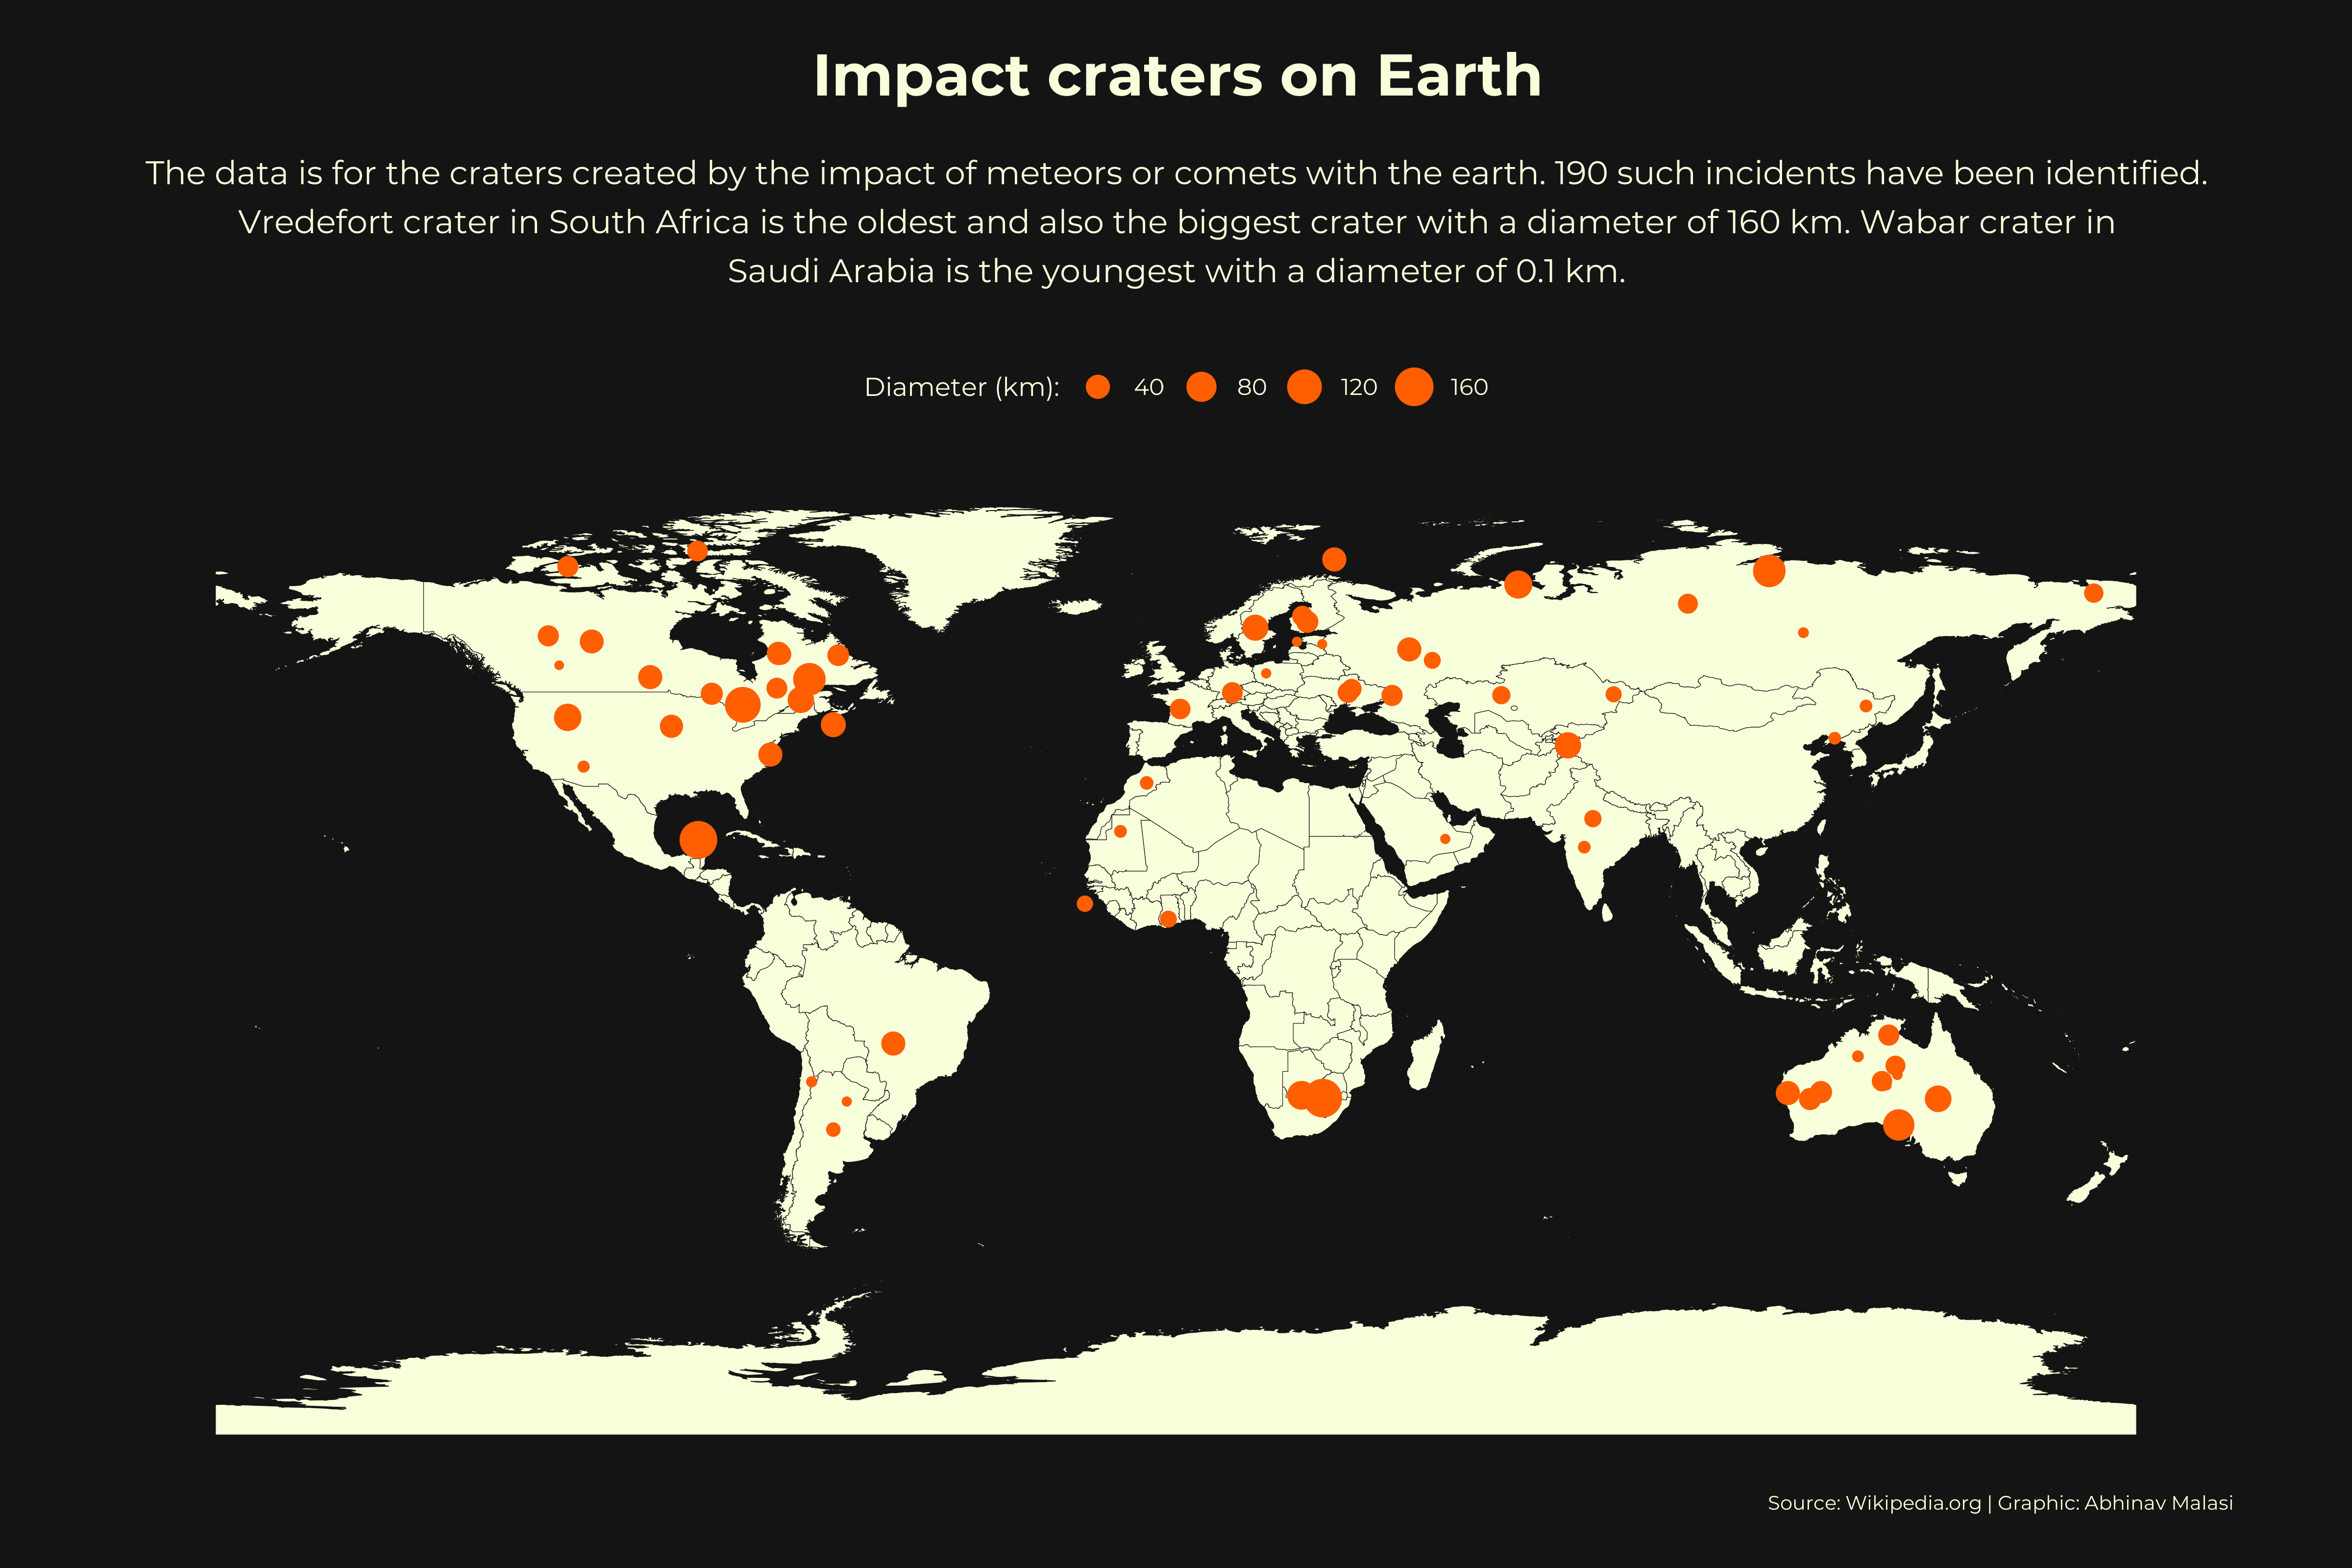 Impact craters on Earth
The data is for the craters created by the impact of meteors or comets with the earth. 190 such incidents have been identified.
Vredefort crater in South Africa is the oldest and also the biggest crater with a diameter of 160 km. Wabar crater in
Saudi Arabia is the youngest with a diameter of 0.1 km.
Diameter (km): 40 80 120 160
Source: Wikipedia.org | Graphic: Abhinav Malasi